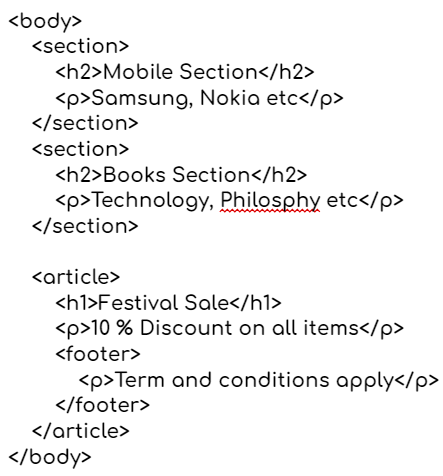 <body>
<section>
<h2>Mobile Section</h2>
<p>Samsung, Nokia etc</p>
</section>
<section>
<h2>Books Section</h2>
<p>Technology, Philosphy etc</p>
</section>
<article>
<h1>Festival Sale</h1>
<p>10 % Discount on all items</p>
<footer>
<p>Term and conditions apply</p>
</footer>
</article>
</body>